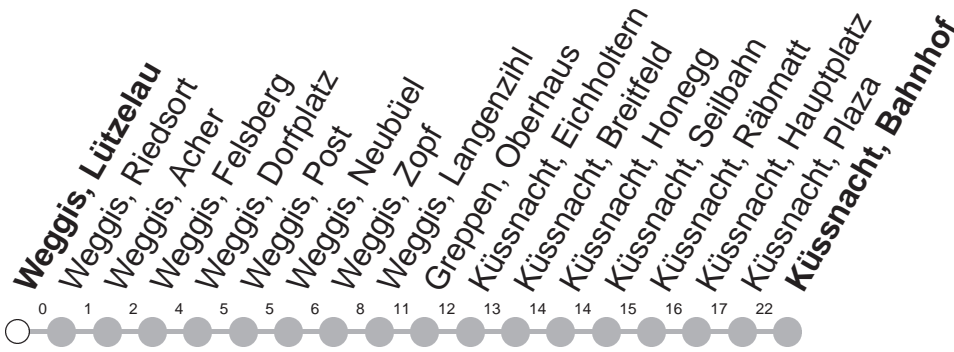 Weggis, Lützelau
Weggis, Riedsort
Weggis, Acher
Weggis, Felsberg
Weggis, Dorfplatz
Weggis, Post
Weggis, Neubüel
Weggis, Zopf
Weggis, Langenzihl
Greppen, Oberhaus
Küssnacht, Eichholtern
Küssnacht, Breitfeld
Küssnacht, Honegg
Küssnacht, Seilbahn
Küssnacht, Räbmatt
Küssnacht, Hauptplatz
Küssnacht, Plaza
Küssnacht, Bahnhof
0 1 2 4 5 5 6 8 11 12 13 14 14 15 16 17 22